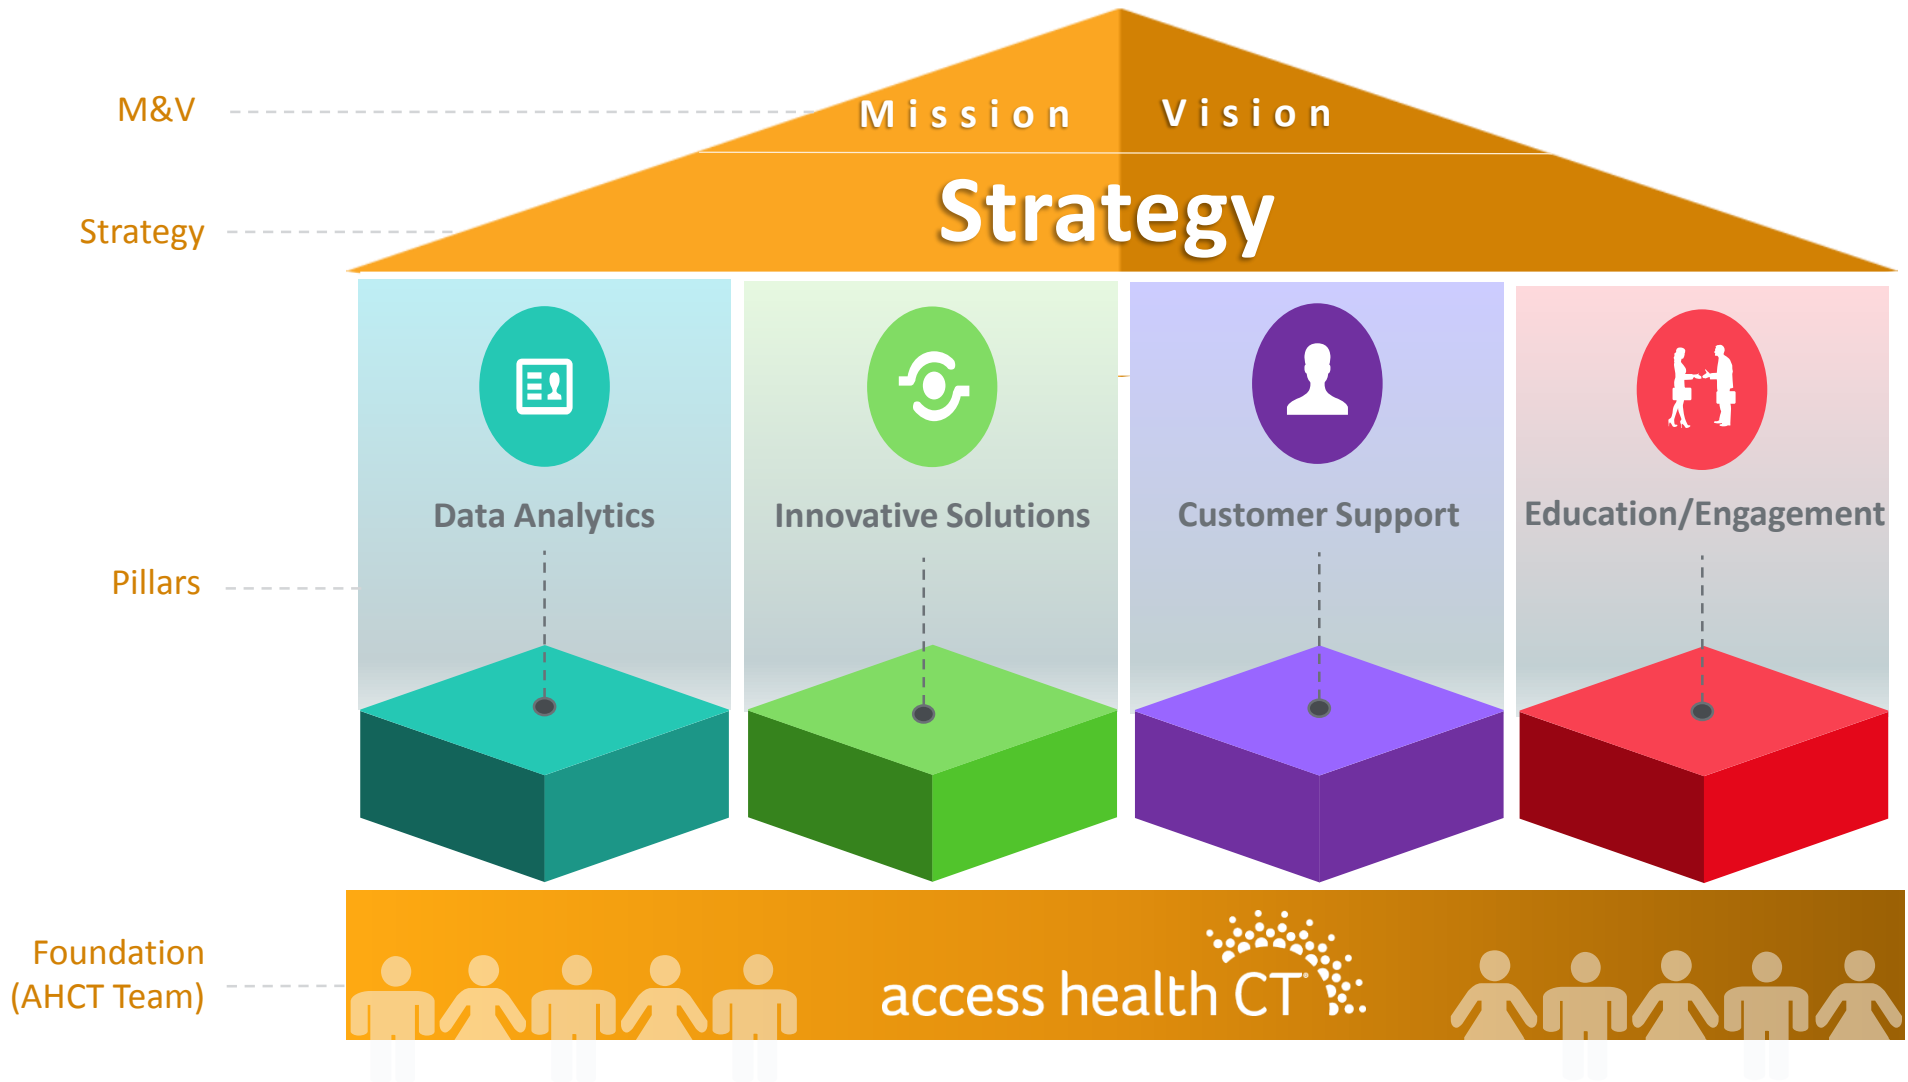 M&V
Mission Vision
Strategy
Strategy
Data Analytics
Innovative Solutions
Customer Support
Education/Engagement
Pillars
Foundation
(AHCT Team)
access health CT